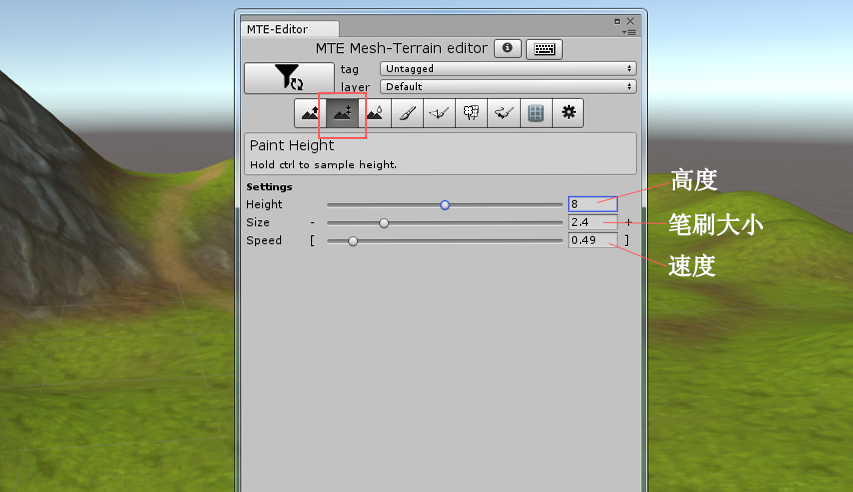 MTE-Editor
MTE Mesh-Terrain editor
tag Untagged
layer Default
Paint Height
Hold ctrl to sample height.
Settings
Height 8 高度
Size - 2.4 + 笔刷大小
Speed [ 0.49 ] 速度